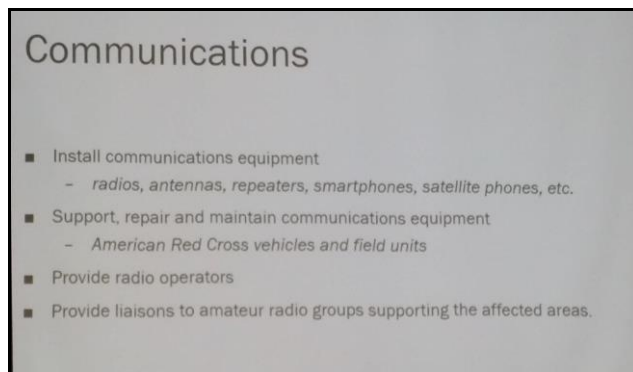 Communications
■ Install communications equipment
– radios, antennas, repeaters, smartphones, satellite phones, etc.
■ Support, repair and maintain communications equipment
– American Red Cross vehicles and field units
■ Provide radio operators
■ Provide liaisons to amateur radio groups supporting the affected areas.